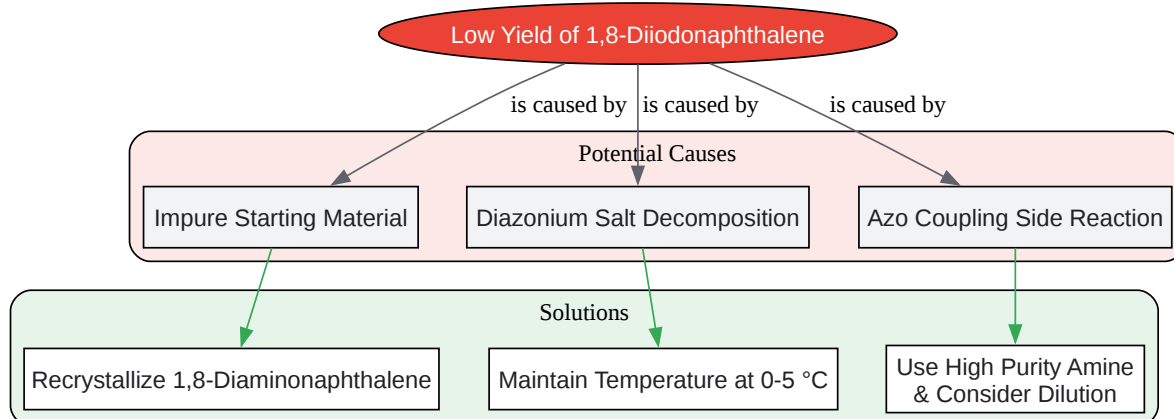 Low Yield of 1,8-Diiodonaphthalene
is caused by
is caused by
is caused by
Potential Causes
Impure Starting Material
Diazonium Salt Decomposition
Azo Coupling Side Reaction
Solutions
Recrystallize 1,8-Diaminonaphthalene
Maintain Temperature at 0-5 °C
Use High Purity Amine
& Consider Dilution